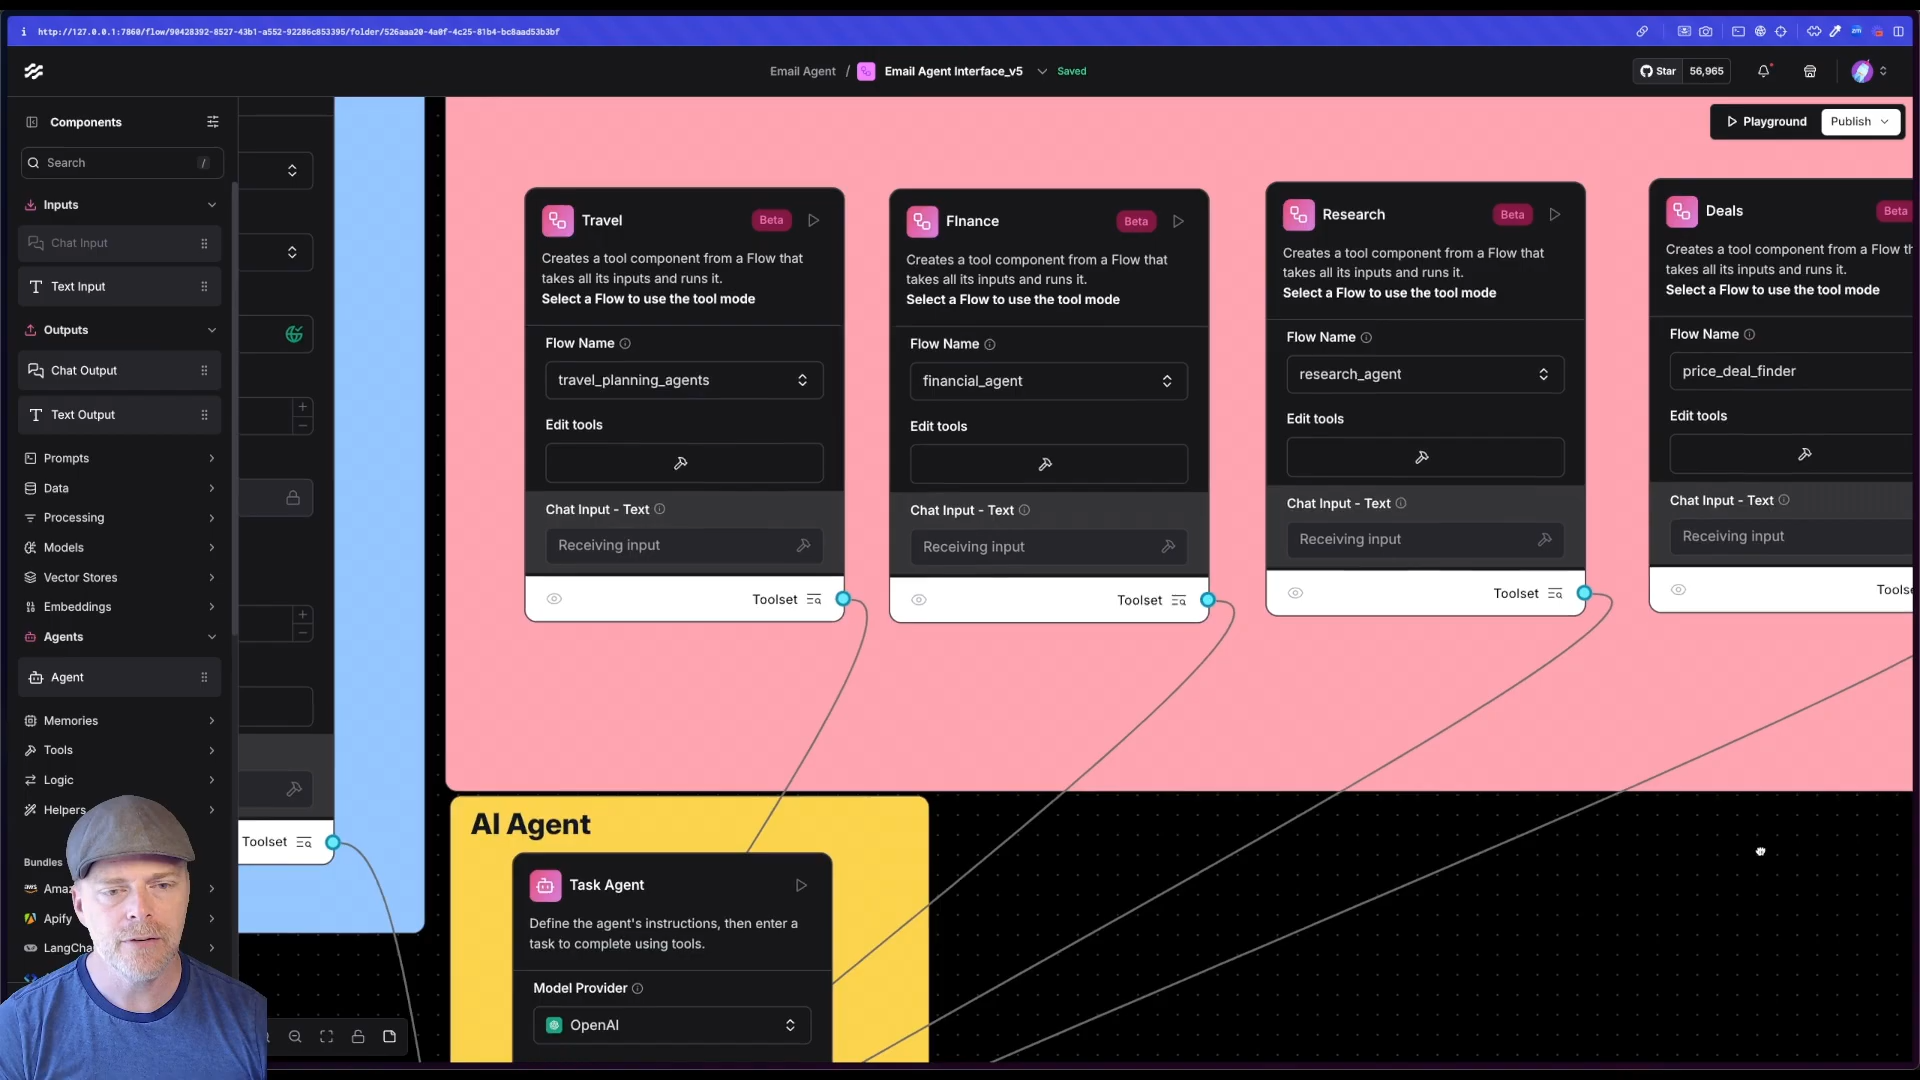 http://127.0.0.1:7860/flow/90428392-8527-43b1-a552-92286c853395/folder/526aaa20-4a0f-4c25-81b4-bc8aad53b3bf
Email Agent / Email Agent Interface_v5 Saved
Star 56,965
Components
Playground
Publish
Search /
Inputs
Chat Input
Text Input
Outputs
Chat Output
Text Output
Prompts
Data
Processing
Models
Vector Stores
Embeddings
Agents
Agent
Memories
Tools
Logic
Helpers
Bundles
Amaz
Apify
LangCha
Toolset
Travel
Beta
Creates a tool component from a Flow that
takes all its inputs and runs it.
Select a Flow to use the tool mode
Flow Name
travel_planning_agents
Edit tools
Chat Input - Text
Receiving input
Toolset
FInance
Beta
Creates a tool component from a Flow that
takes all its inputs and runs it.
Select a Flow to use the tool mode
Flow Name
financial_agent
Edit tools
Chat Input - Text
Receiving input
Toolset
Research
Beta
Creates a tool component from a Flow that
takes all its inputs and runs it.
Select a Flow to use the tool mode
Flow Name
research_agent
Edit tools
Chat Input - Text
Receiving input
Toolset
Deals
Beta
Creates a tool component from a Flow th
takes all its inputs and runs it.
Select a Flow to use the tool mode
Flow Name
price_deal_finder
Edit tools
Chat Input - Text
Receiving input
Toolse
AI Agent
Task Agent
Define the agent's instructions, then enter a
task to complete using tools.
Model Provider
OpenAI